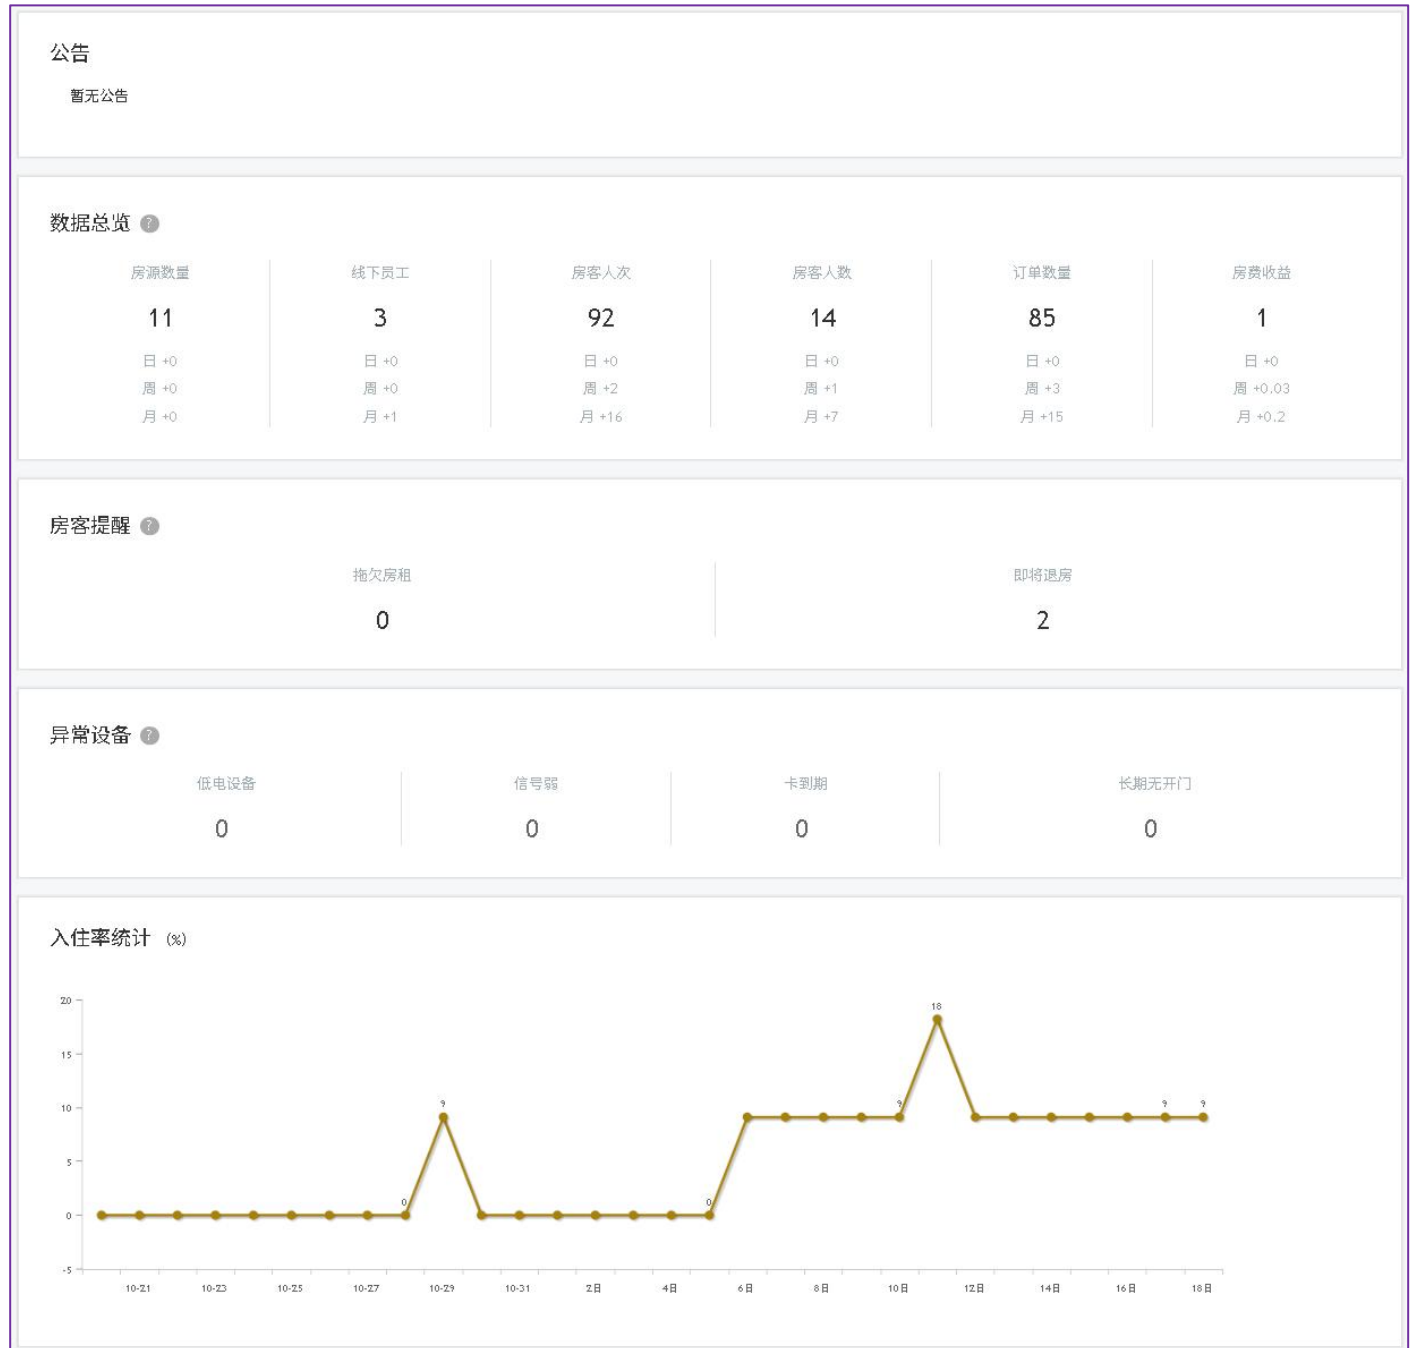 公告
暂无公告
数据总览 ?
房源数量 线下员工 房客人次 房客人数 订单数量 房费收益
11 3 92 14 85 1
日 +0 日 +0 日 +0 日 +0 日 +0 日 +0
周 +0 周 +0 周 +2 周 +1 周 +3 周 +0.03
月 +0 月 +1 月 +16 月 +7 月 +15 月 +0.2
房客提醒 ?
拖欠房租 即将退房
0 2
异常设备 ?
低电设备 信号弱 卡到期 长期无开门
0 0 0 0
入住率统计 (%)
20
18
15
10
9 9 9 9
5
0 0
0
-5
10-21 10-23 10-25 10-27 10-29 10-31 2日 4日 6日 8日 10日 12日 14日 16日 18日